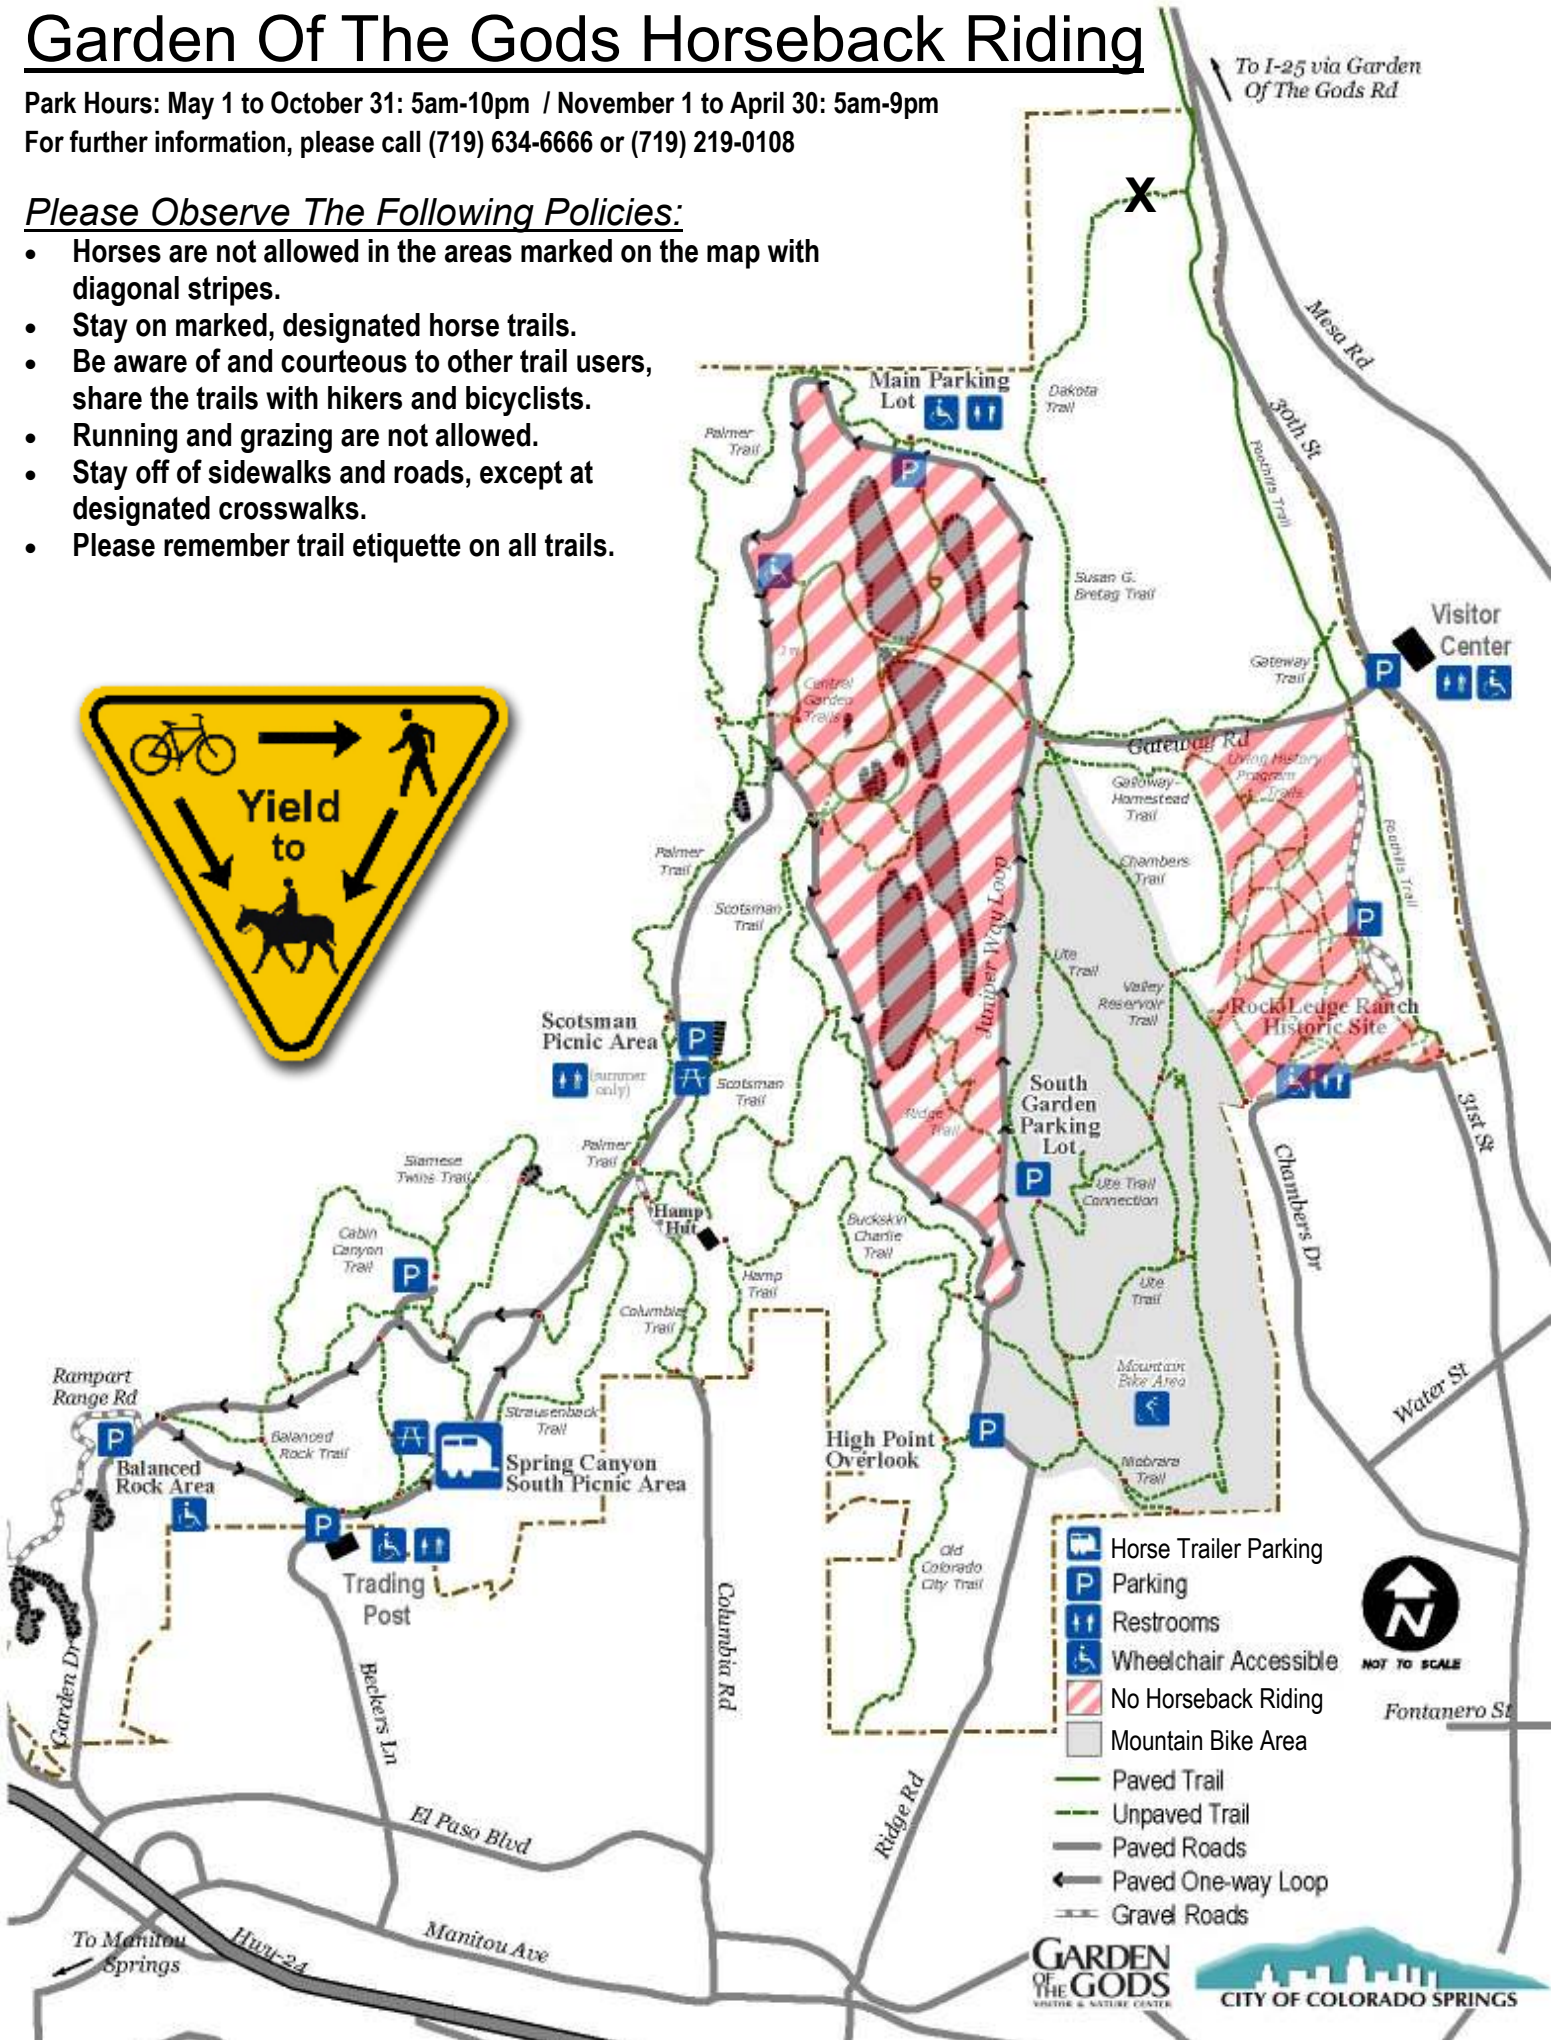 Garden Of The Gods Horseback Riding
Park Hours: May 1 to October 31: 5am-10pm / November 1 to April 30: 5am-9pm
For further information, please call (719) 634-6666 or (719) 219-0108
Please Observe The Following Policies:
• Horses are not allowed in the areas marked on the map with
diagonal stripes.
• Stay on marked, designated horse trails.
• Be aware of and courteous to other trail users,
share the trails with hikers and bicyclists.
• Running and grazing are not allowed.
• Stay off of sidewalks and roads, except at
designated crosswalks.
• Please remember trail etiquette on all trails.
To I-25 via Garden
Of The Gods Rd
X
Mesa Rd
30th St
Main Parking
Lot
P
Dakota
Trail
Palmer
Trail
Foothills Trail
Susan G.
Bretag Trail
Visitor
Center
P
Gateway
Trail
Yield
to
Central
Garden
Trails
Gateway Rd
Living History
Program
Trails
Galloway-
Homestead
Trail
Foothills Trail
Palmer
Trail
Chambers
Trail
Scotsman
Trail
Juniper Way Loop
P
Ute
Trail
Valley
Reservoir
Trail
Rock Ledge Ranch
Historic Site
Scotsman
Picnic Area
P
(summer
only)
Scotsman
Trail
South
Garden
Parking
Lot
P
Ridge
Trail
31st St
Palmer
Trail
Siamese
Twins Trail
Ute Trail
Connection
Chambers Dr
Hamp
Hut
Buckskin
Charlie
Trail
Cabin
Canyon
Trail
P
Hamp
Trail
Ute
Trail
Columbia
Trail
Mountain
Bike Area
Rampart
Range Rd
P
Water St
Strausenback
Trail
Balanced
Rock Trail
Balanced
Rock Area
Spring Canyon
South Picnic Area
High Point
Overlook
P
Niobrara
Trail
P
Trading
Post
Old
Colorado
City Trail
Columbia Rd
Garden Dr
Beckers Ln
Horse Trailer Parking
P Parking
Restrooms
Wheelchair Accessible
No Horseback Riding
Mountain Bike Area
Paved Trail
Unpaved Trail
Paved Roads
Paved One-way Loop
Gravel Roads
N
NOT TO SCALE
Fontanero St
Ridge Rd
El Paso Blvd
Manitou Ave
Hwy-24
To Manitou
Springs
GARDEN
OF THE GODS
VISITOR & NATURE CENTER
CITY OF COLORADO SPRINGS